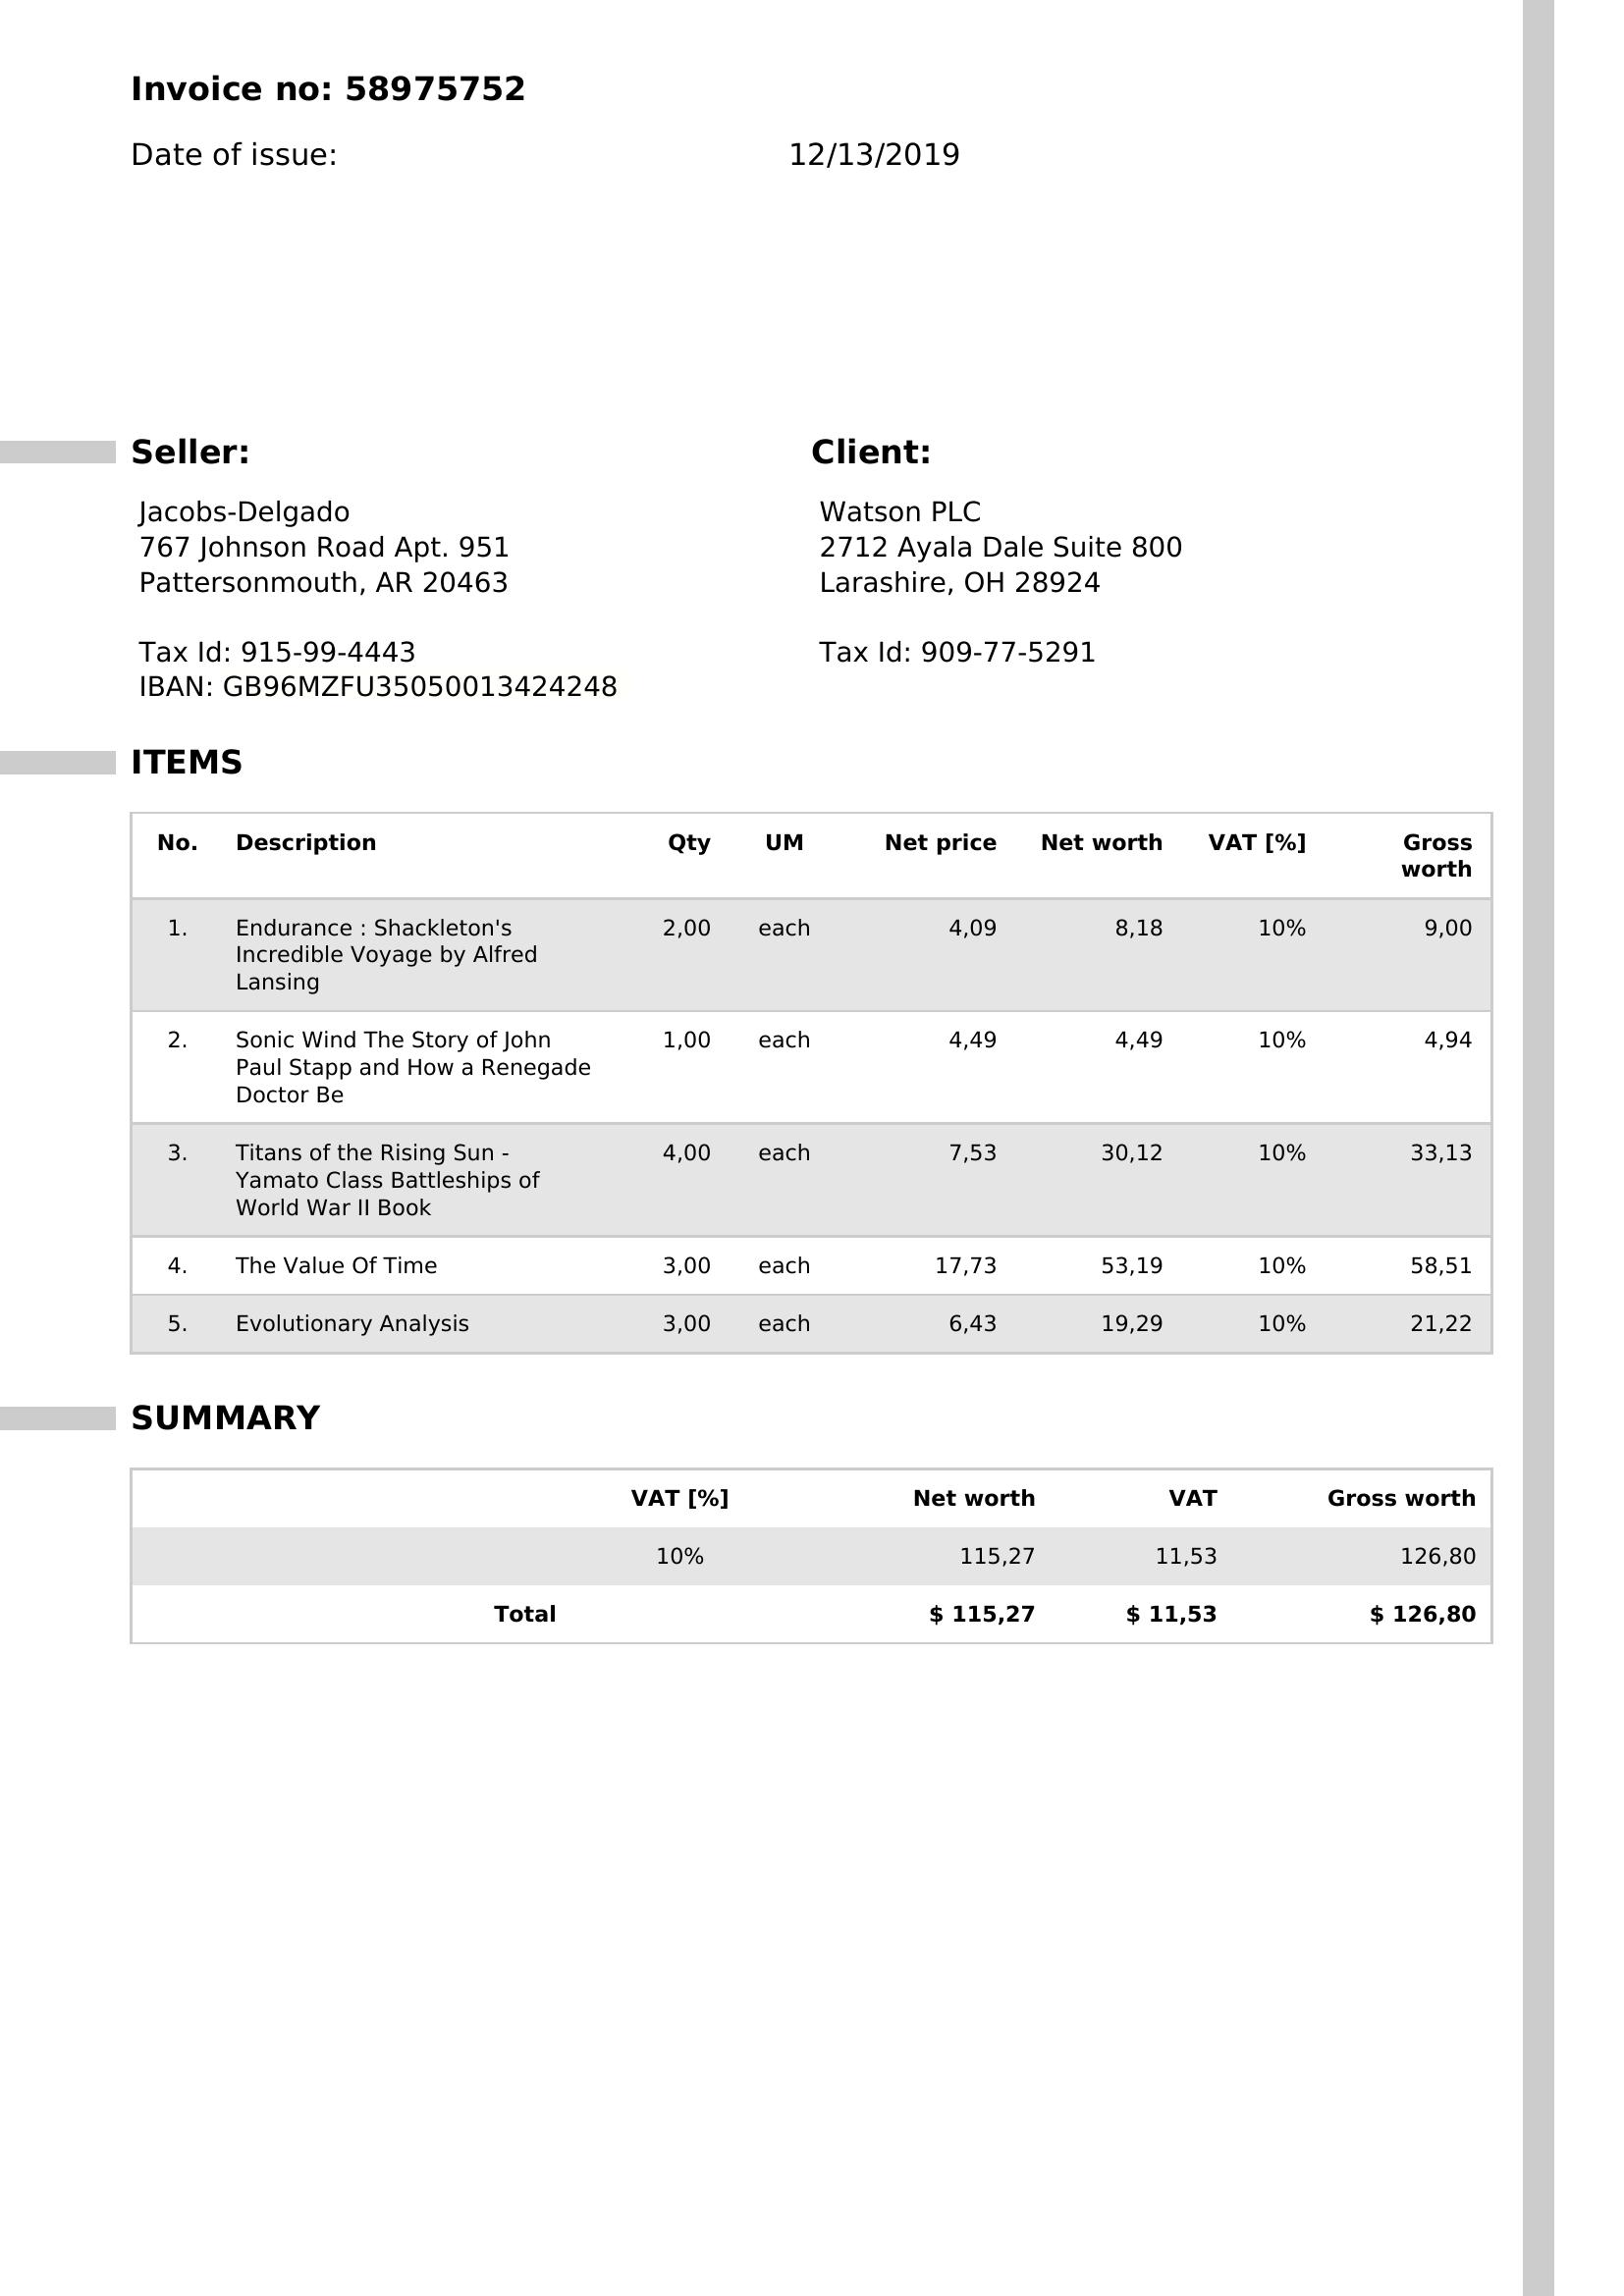 Invoice no: 58975752
Date of issue: 12/13/2019
Seller:
Jacobs-Delgado
767 Johnson Road Apt. 951
Pattersonmouth, AR 20463
Tax Id: 915-99-4443
IBAN: GB96MZFU35050013424248
Client:
Watson PLC
2712 Ayala Dale Suite 800
Larashire, OH 28924
Tax Id: 909-77-5291
ITEMS
No. Description Qty UM Net price Net worth VAT [%] Gross
worth
1. Endurance : Shackleton's 2,00 each 4,09 8,18 10% 9,00
Incredible Voyage by Alfred
Lansing
2. Sonic Wind The Story of John 1,00 each 4,49 4,49 10% 4,94
Paul Stapp and How a Renegade
Doctor Be
3. Titans of the Rising Sun - 4,00 each 7,53 30,12 10% 33,13
Yamato Class Battleships of
World War II Book
4. The Value Of Time 3,00 each 17,73 53,19 10% 58,51
5. Evolutionary Analysis 3,00 each 6,43 19,29 10% 21,22
SUMMARY
VAT [%] Net worth VAT Gross worth
10% 115,27 11,53 126,80
Total $ 115,27 $ 11,53 $ 126,80